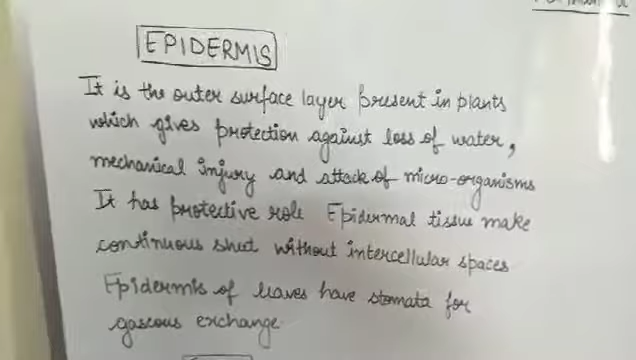 EPIDERMIS
It is the outer surface layer present in plants
which gives protection against loss of water,
mechanical injury and attack of micro-organisms
It has protective role Epidermal tissue make
continuous sheet without intercellular spaces
Epidermis of leaves have stomata for
gaseous exchange